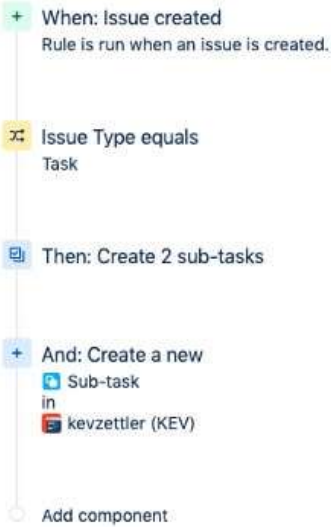 When: Issue created
Rule is run when an issue is created.
Issue Type equals
Task
Then: Create 2 sub-tasks
And: Create a new
Sub-task
in
kevzettler (KEV)
Add component